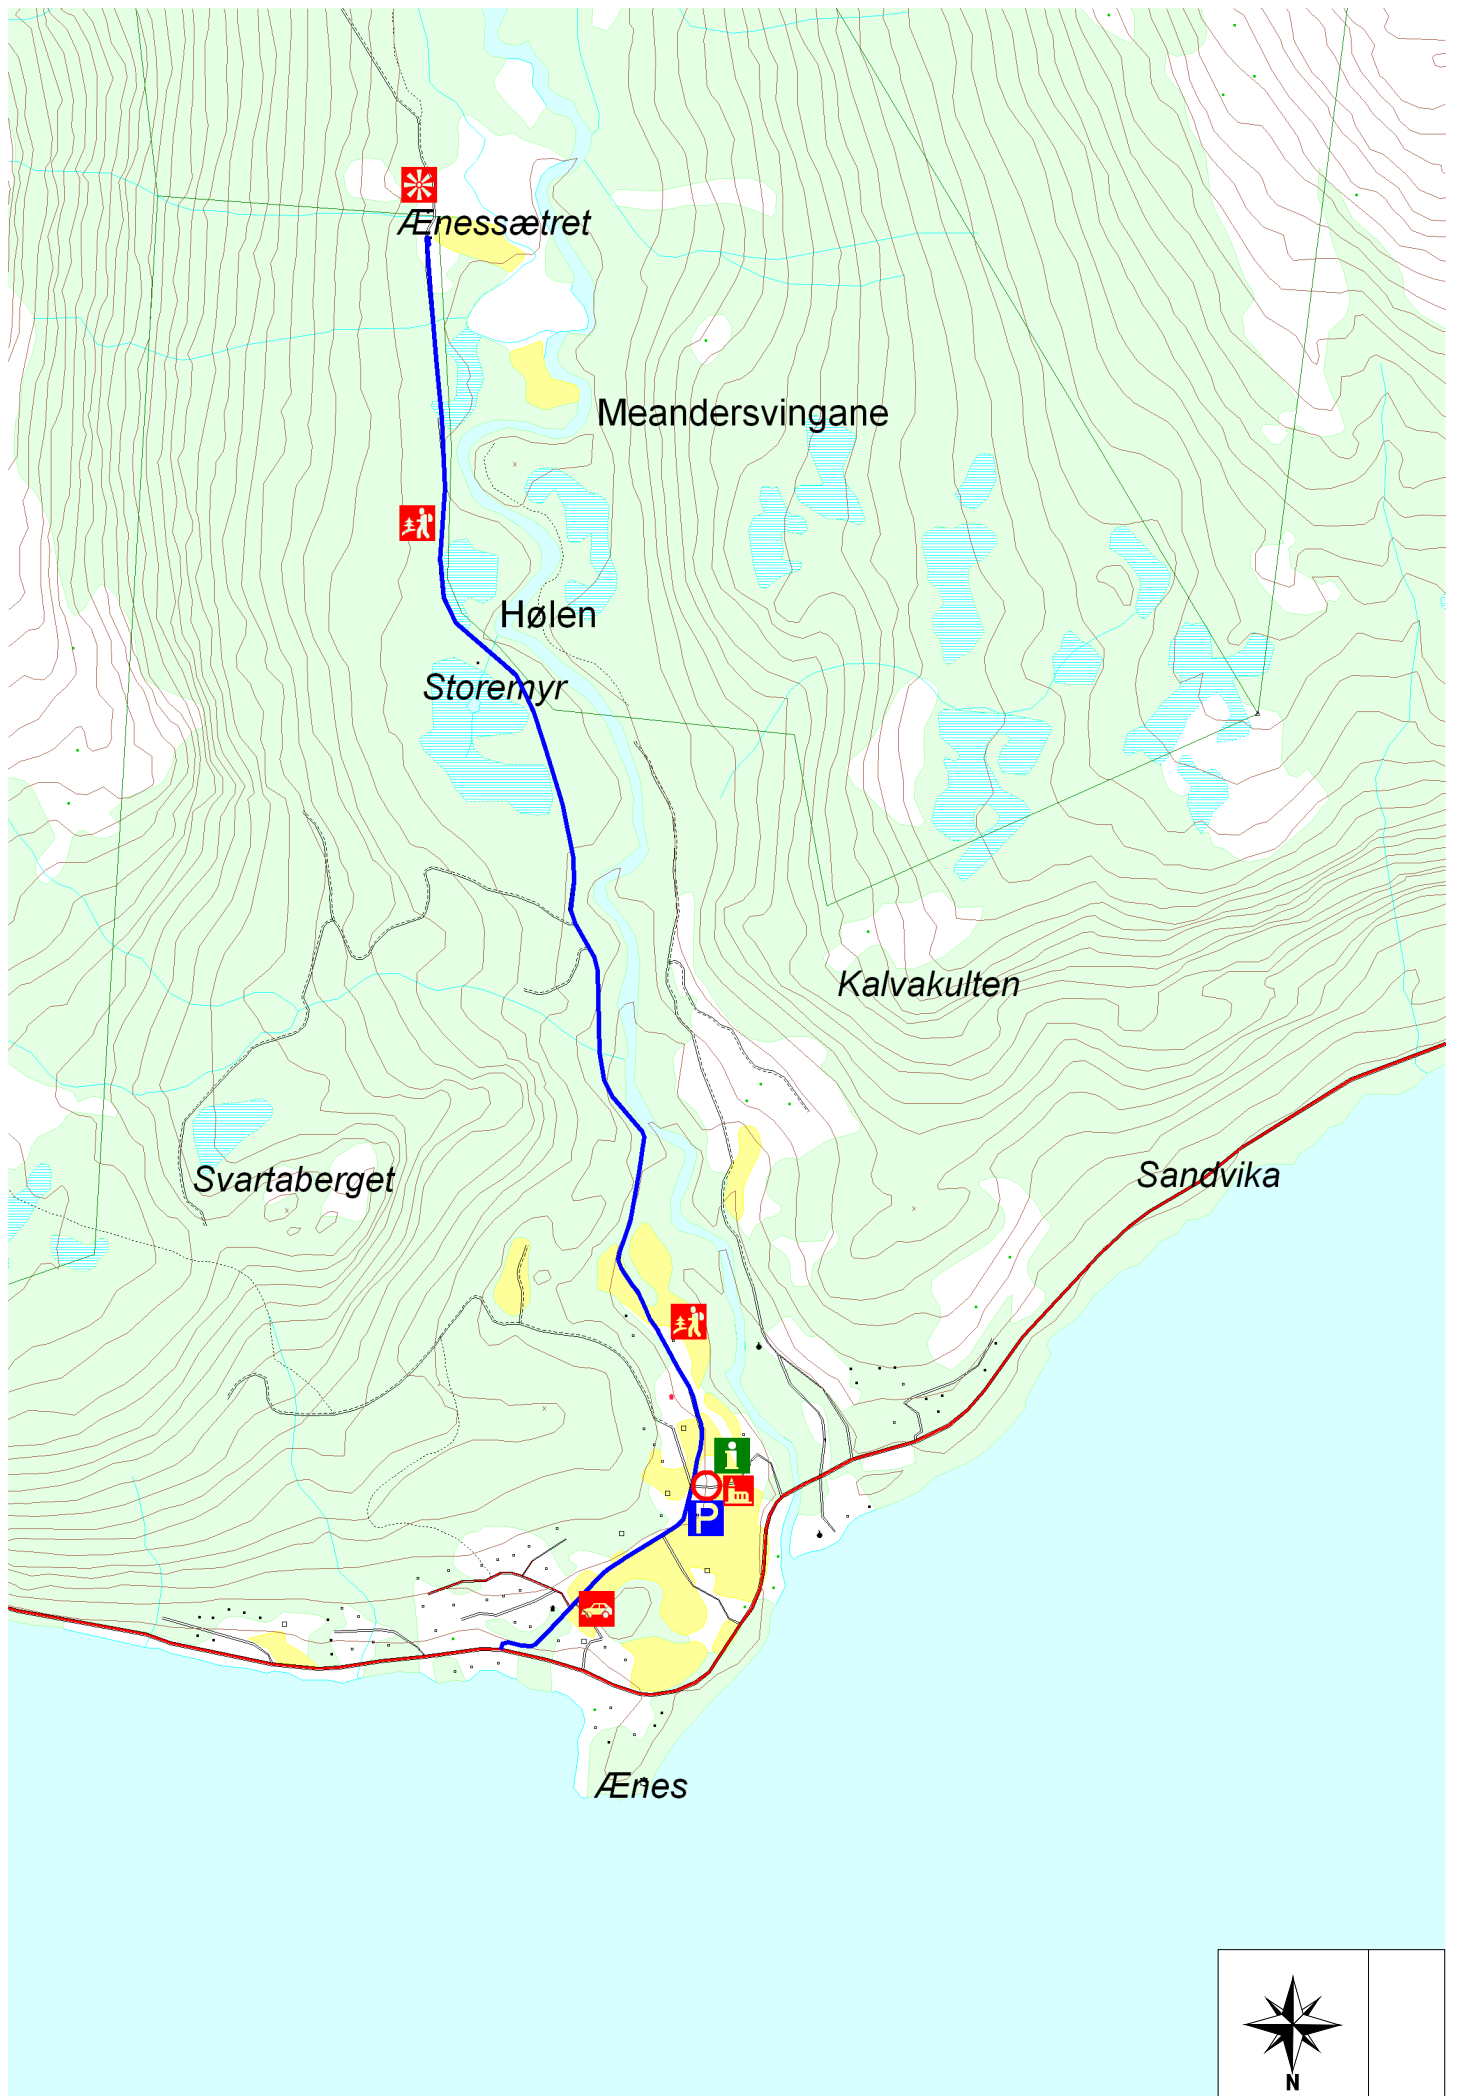 Ænessætret
Meandersvingane
Hølen
Storemyr
Kalvakulten
Sandvika
Svartaberget
i
P
Ænes
N